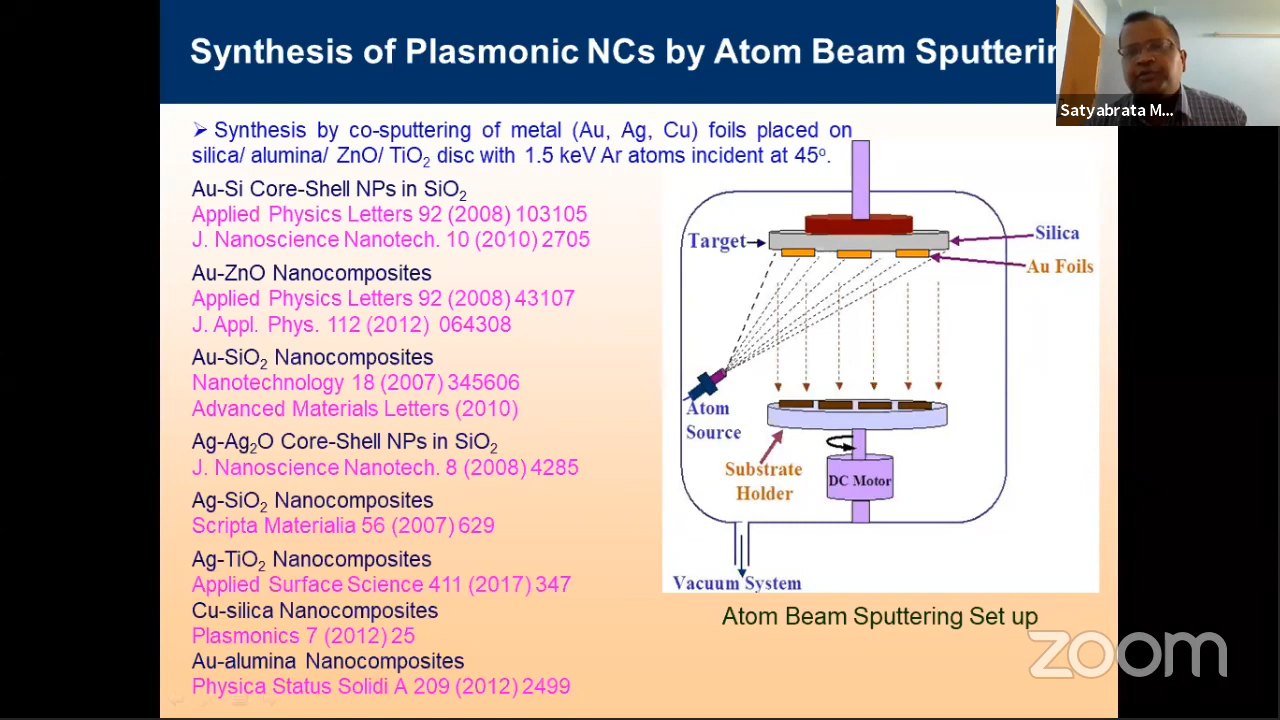 Synthesis of Plasmonic NCs by Atom Beam Sputterin
Satyabrata M...
➢ Synthesis by co-sputtering of metal (Au, Ag, Cu) foils placed on
silica/ alumina/ ZnO/ TiO₂ disc with 1.5 keV Ar atoms incident at 45º.
Au-Si Core-Shell NPs in SiO₂
Applied Physics Letters 92 (2008) 103105
J. Nanoscience Nanotech. 10 (2010) 2705
Au-ZnO Nanocomposites
Applied Physics Letters 92 (2008) 43107
J. Appl. Phys. 112 (2012) 064308
Au-SiO₂ Nanocomposites
Nanotechnology 18 (2007) 345606
Advanced Materials Letters (2010)
Ag-Ag₂O Core-Shell NPs in SiO₂
J. Nanoscience Nanotech. 8 (2008) 4285
Ag-SiO₂ Nanocomposites
Scripta Materialia 56 (2007) 629
Ag-TiO₂ Nanocomposites
Applied Surface Science 411 (2017) 347
Cu-silica Nanocomposites
Plasmonics 7 (2012) 25
Au-alumina Nanocomposites
Physica Status Solidi A 209 (2012) 2499
Target
Silica
Au Foils
Atom
Source
Substrate
Holder
DC Motor
Vacuum System
Atom Beam Sputtering Set up
zoom